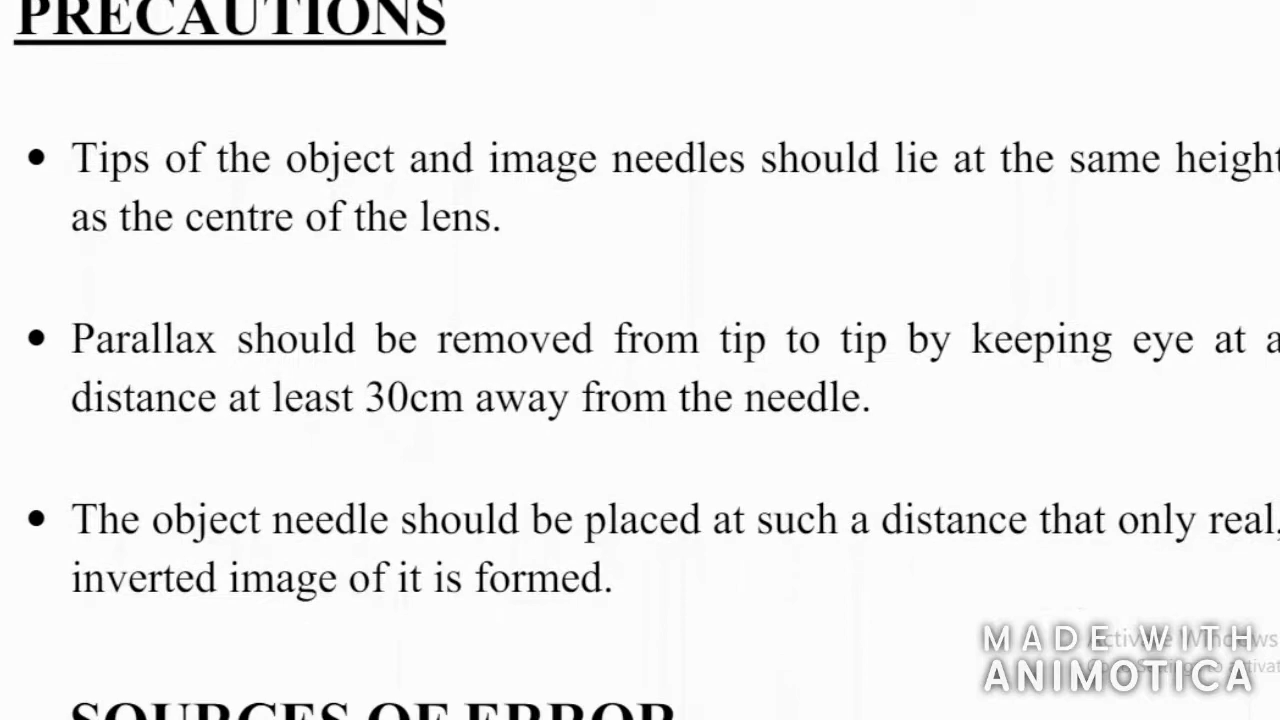 PRECAUTIONS
• Tips of the object and image needles should lie at the same height
as the centre of the lens.
• Parallax should be removed from tip to tip by keeping eye at a
distance at least 30cm away from the needle.
• The object needle should be placed at such a distance that only real,
inverted image of it is formed.
SOURCES OF ERROR
Activate Windows
MADE WITH
ANIMOTICA